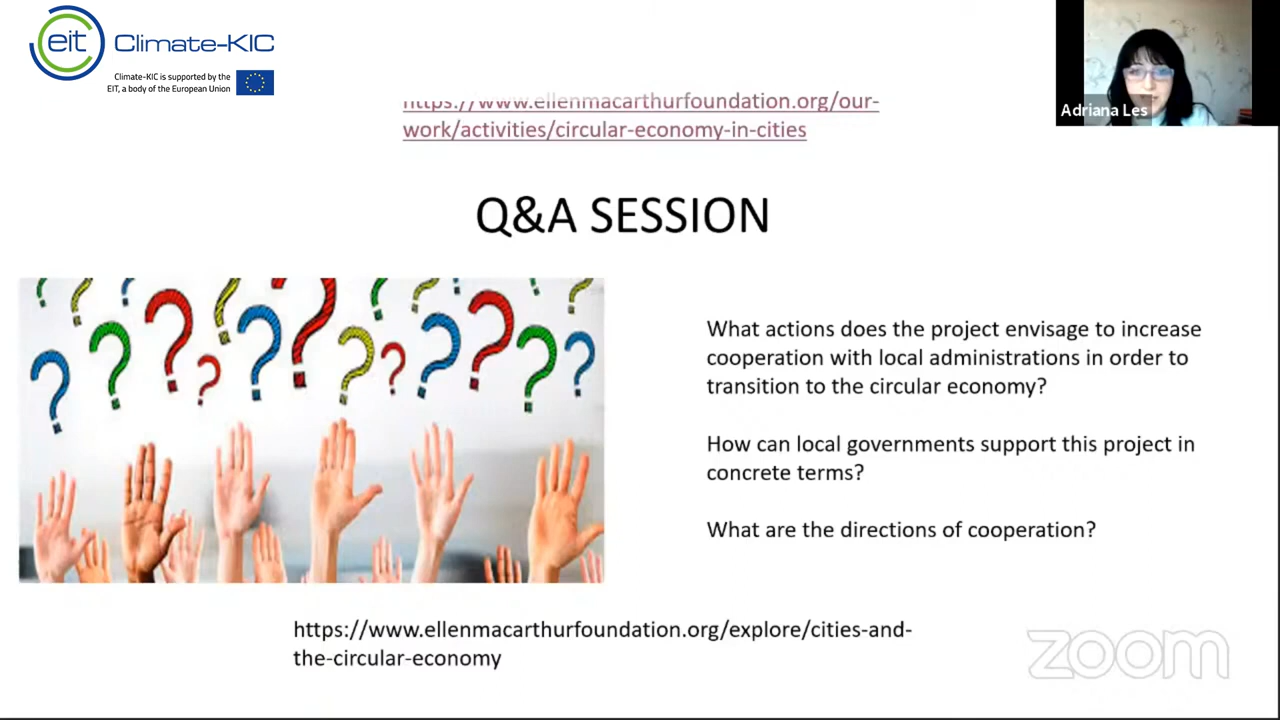 eit Climate-KIC
Climate-KIC is supported by the
EIT, a body of the European Union
https://www.ellenmacarthurfoundation.org/our-
work/activities/circular-economy-in-cities
Adriana Les
Q&A SESSION
What actions does the project envisage to increase
cooperation with local administrations in order to
transition to the circular economy?
How can local governments support this project in
concrete terms?
What are the directions of cooperation?
https://www.ellenmacarthurfoundation.org/explore/cities-and-
the-circular-economy
zoom